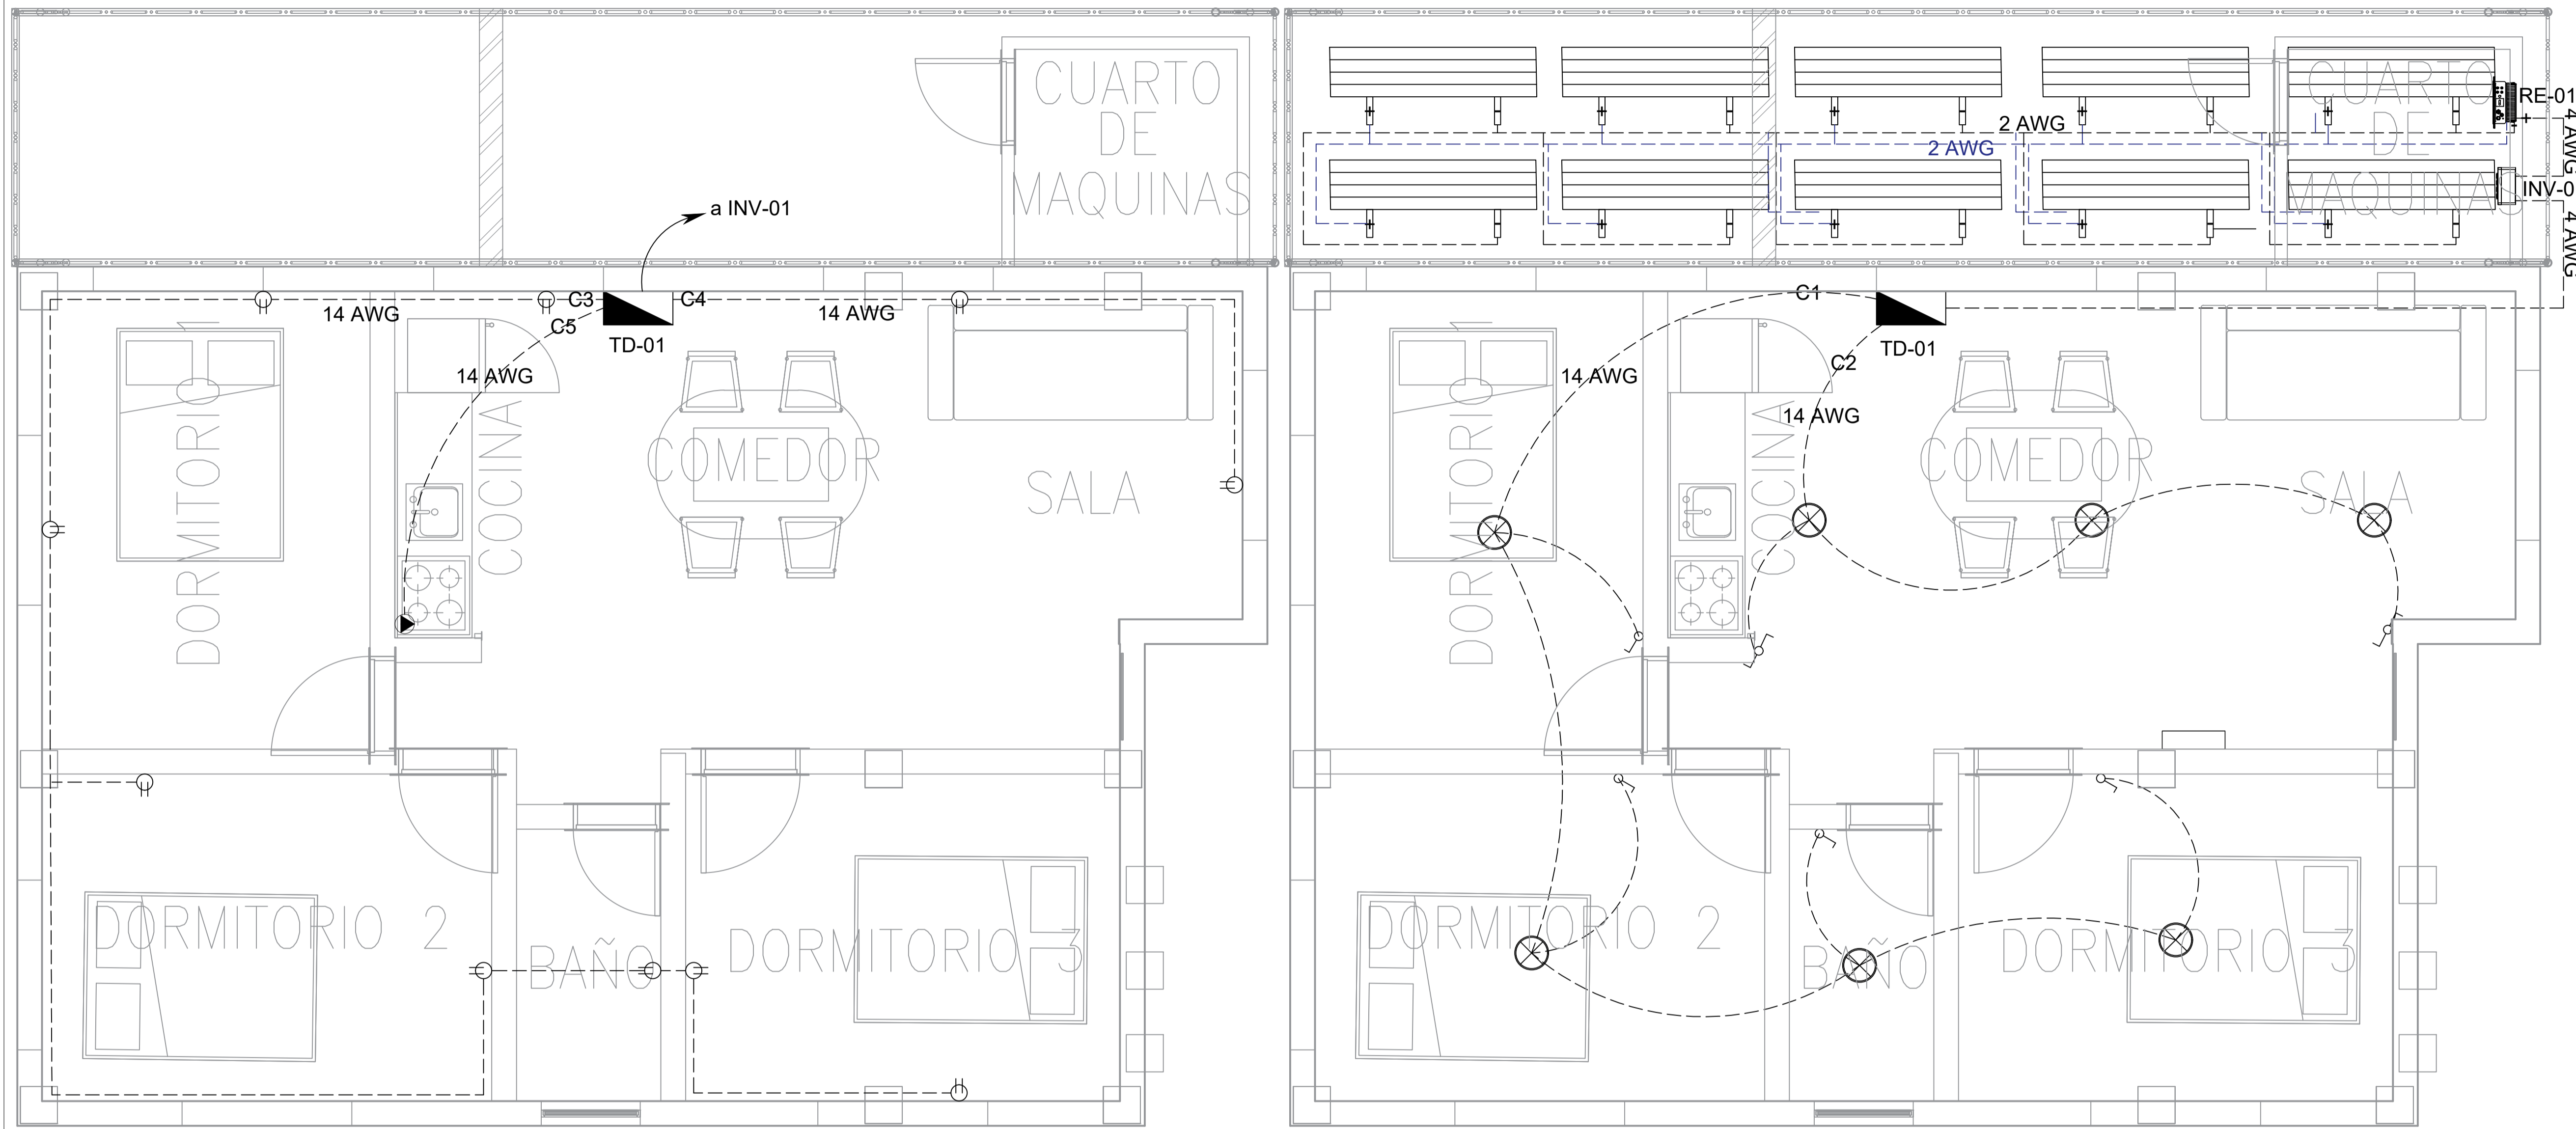 CUARTO
DE
MAQUINAS
a INV-01
C3
C4
14 AWG
14 AWG
C5
TD-01
14 AWG
DORMITORIO 1
COCINA
COMEDOR
SALA
DORMITORIO 2
BAÑO
DORMITORIO 3
CUARTO
DE
MAQUINAS
RE-01
+
4 AWG
2 AWG
2 AWG
INV-0
4 AWG
C1
TD-01
C2
14 AWG
14 AWG
DORMITORIO 1
COCINA
COMEDOR
SALA
DORMITORIO 2
BAÑO
DORMITORIO 3